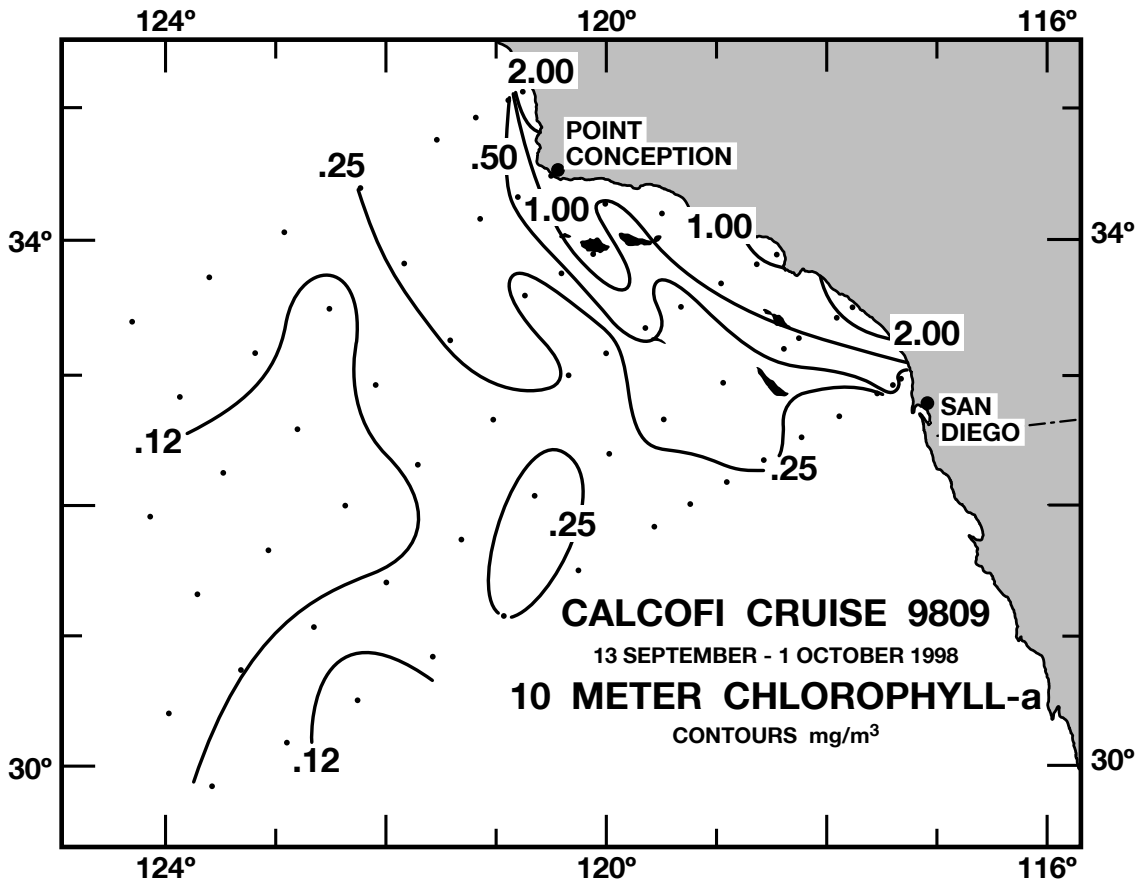 124º 120º 116º
2.00
POINT
CONCEPTION
.50
.25
1.00
1.00
34º 34º
2.00
SAN
DIEGO
.12
.25
.25
CALCOFI CRUISE 9809
13 SEPTEMBER - 1 OCTOBER 1998
10 METER CHLOROPHYLL-a
CONTOURS mg/m³
.12
30º 30º
124º 120º 116º